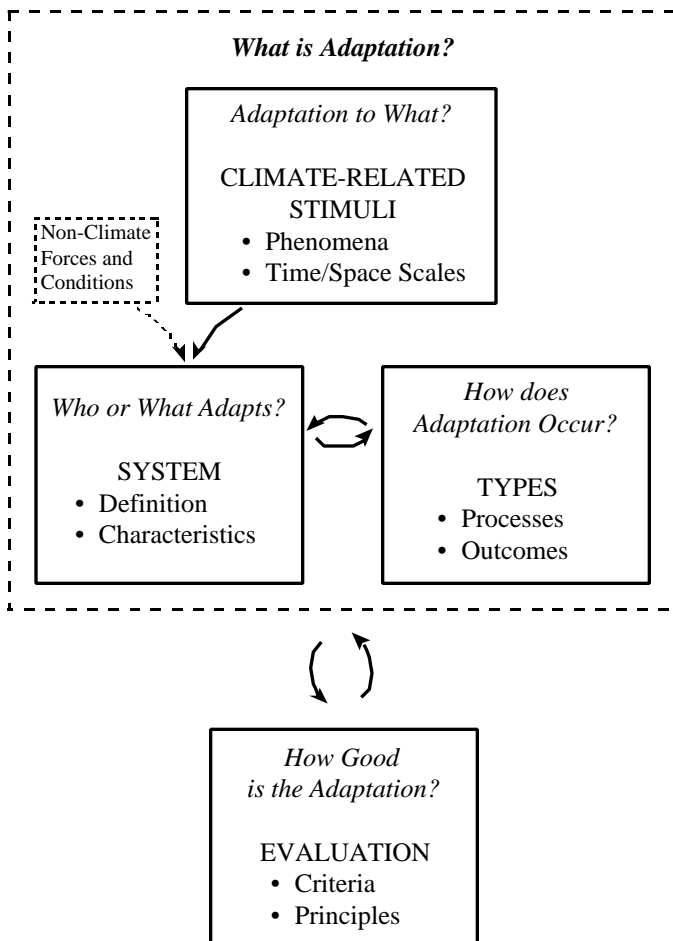 What is Adaptation?
Adaptation to What?
CLIMATE-RELATED
STIMULI
• Phenomena
• Time/Space Scales
Non-Climate
Forces and
Conditions
Who or What Adapts?
SYSTEM
• Definition
• Characteristics
How does
Adaptation Occur?
TYPES
• Processes
• Outcomes
How Good
is the Adaptation?
EVALUATION
• Criteria
• Principles